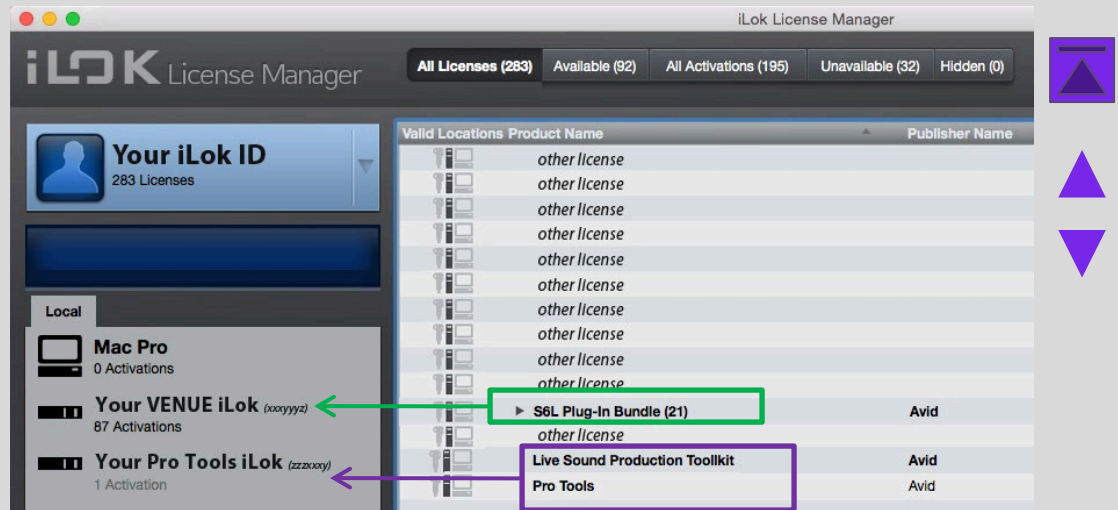 iLok License Manager
iLOK License Manager
All Licenses (283) Available (92) All Activations (195) Unavailable (32) Hidden (0)
Your iLok ID
283 Licenses
Valid Locations Product Name Publisher Name
other license
other license
other license
other license
other license
other license
other license
other license
other license
other license
S6L Plug-In Bundle (21) Avid
other license
Live Sound Production Toollkit Avid
Pro Tools Avid
Local
Mac Pro
0 Activations
Your VENUE iLok (xxxyyyz)
87 Activations
Your Pro Tools iLok (zzzxxxy)
1 Activation